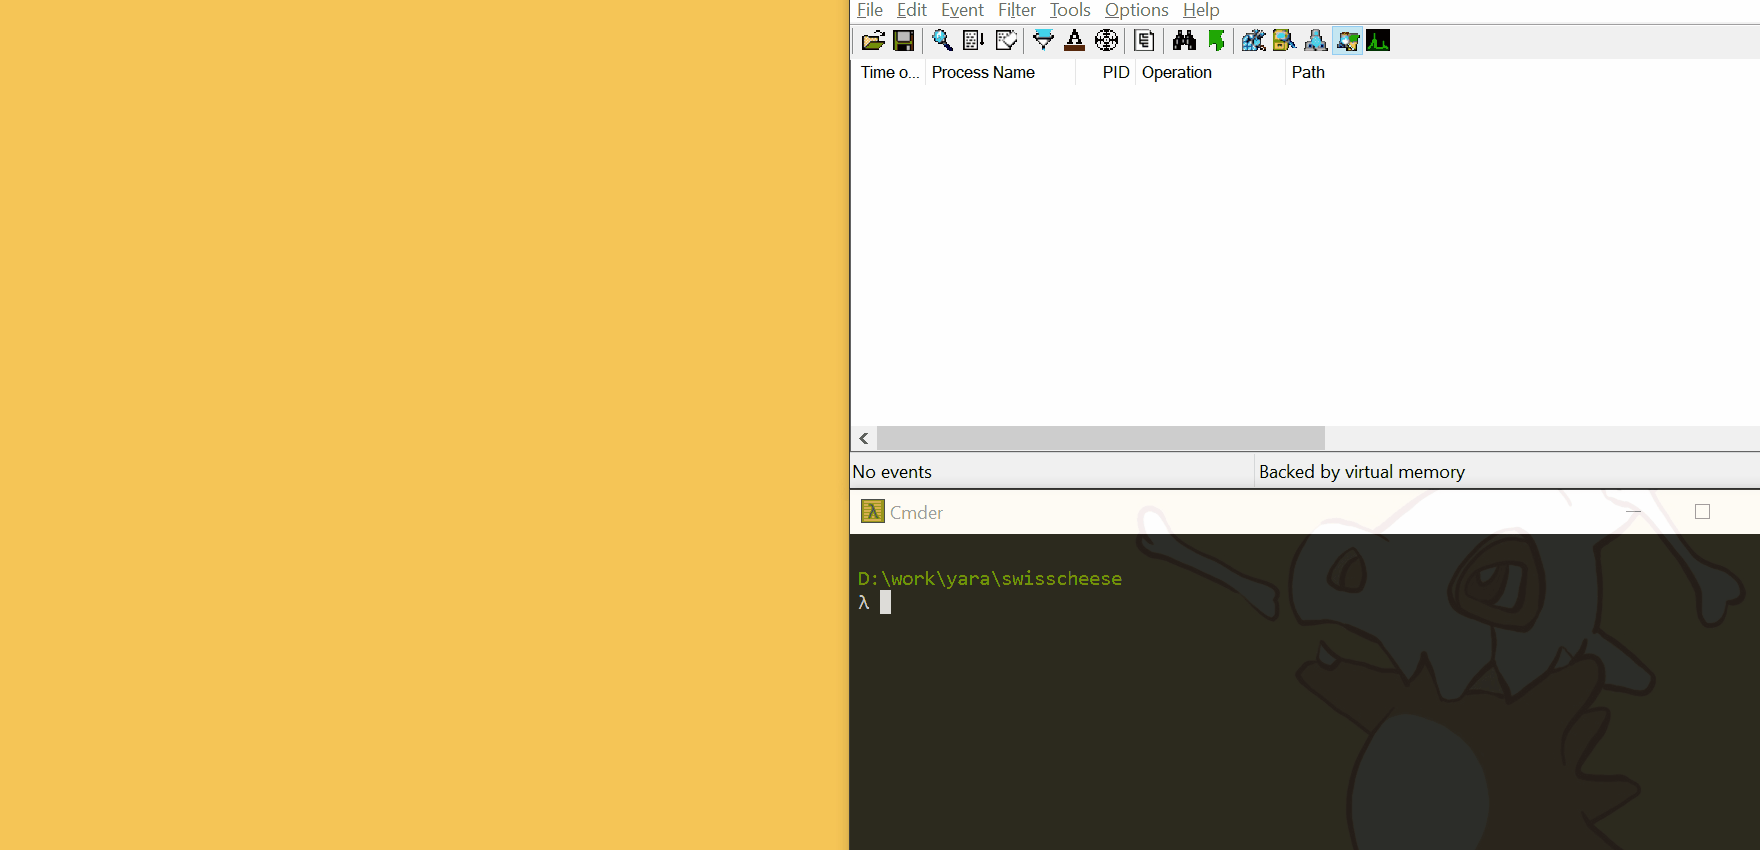 File Edit Event Filter Tools Options Help
Time o... Process Name PID Operation Path
No events Backed by virtual memory
λ Cmder
D:\work\yara\swisscheese
λ